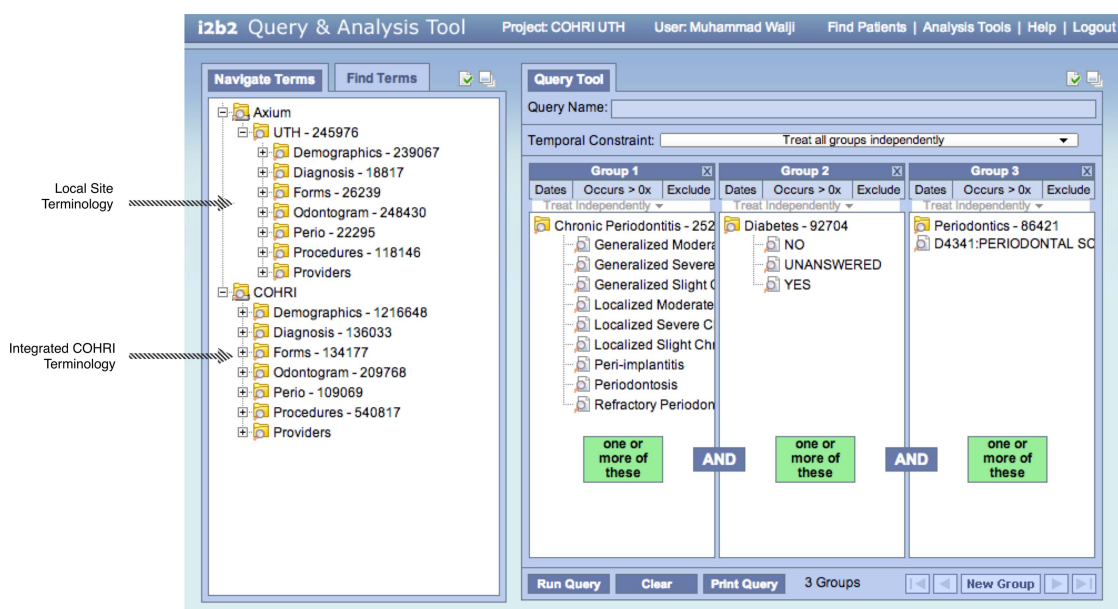 i2b2 Query & Analysis Tool Project: COHRI UTH User: Muhammad Walji Find Patients | Analysis Tools | Help | Logout
Navigate Terms Find Terms
Axium
UTH - 245976
Demographics - 239067
Diagnosis - 18817
Forms - 26239
Odontogram - 248430
Perio - 22295
Procedures - 118146
Providers
COHRI
Demographics - 1216648
Diagnosis - 136033
Forms - 134177
Odontogram - 209768
Perio - 109069
Procedures - 540817
Providers
Local Site
Terminology
Integrated COHRI
Terminology
Query Tool
Query Name:
Temporal Constraint: Treat all groups independently
Group 1 X Group 2 X Group 3 X
Dates Occurs > 0x Exclude Dates Occurs > 0x Exclude Dates Occurs > 0x Exclude
Treat Independently Treat Independently Treat Independently
Chronic Periodontitis - 252
Generalized Modera
Generalized Severe
Generalized Slight C
Localized Moderate
Localized Severe C
Localized Slight Chr
Peri-implantitis
Periodontosis
Refractory Periodon
Diabetes - 92704
NO
UNANSWERED
YES
Periodontics - 86421
D4341:PERIODONTAL SC
one or
more of
these
AND
one or
more of
these
AND
one or
more of
these
Run Query Clear Print Query 3 Groups New Group